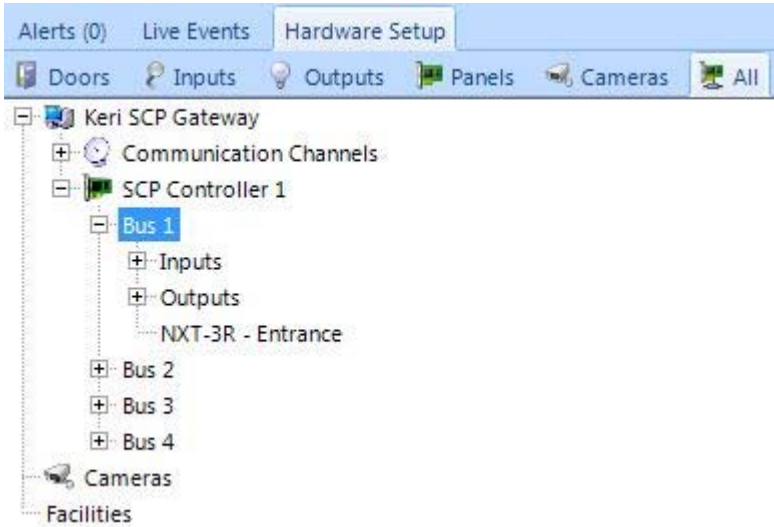 Alerts (0) Live Events Hardware Setup
Doors Inputs Outputs Panels Cameras All
Keri SCP Gateway
Communication Channels
SCP Controller 1
Bus 1
Inputs
Outputs
NXT-3R - Entrance
Bus 2
Bus 3
Bus 4
Cameras
Facilities